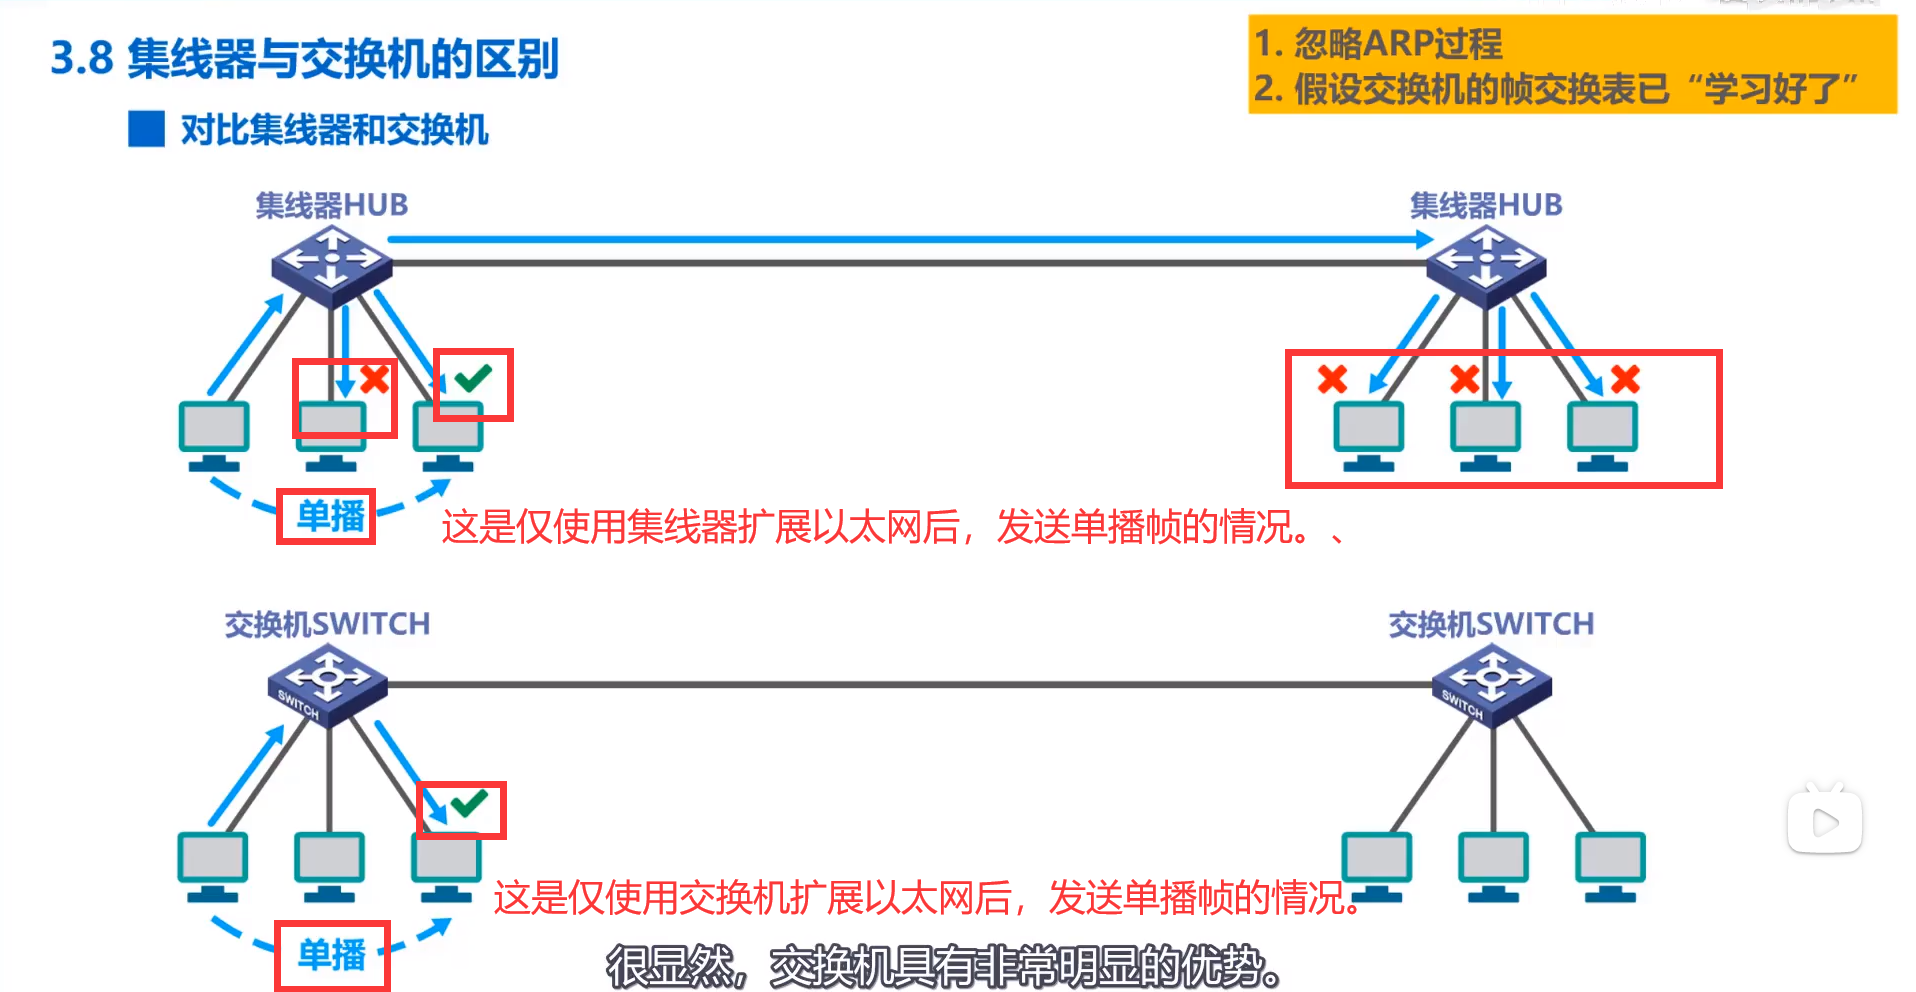 3.8 集线器与交换机的区别
1. 忽略ARP过程
2. 假设交换机的帧交换表已“学习好了”
对比集线器和交换机
集线器HUB
集线器HUB
单播
这是仅使用集线器扩展以太网后，发送单播帧的情况。、
交换机SWITCH
交换机SWITCH
SWITCH
SWITCH
这是仅使用交换机扩展以太网后，发送单播帧的情况。
单播
很显然，交换机具有非常明显的优势。